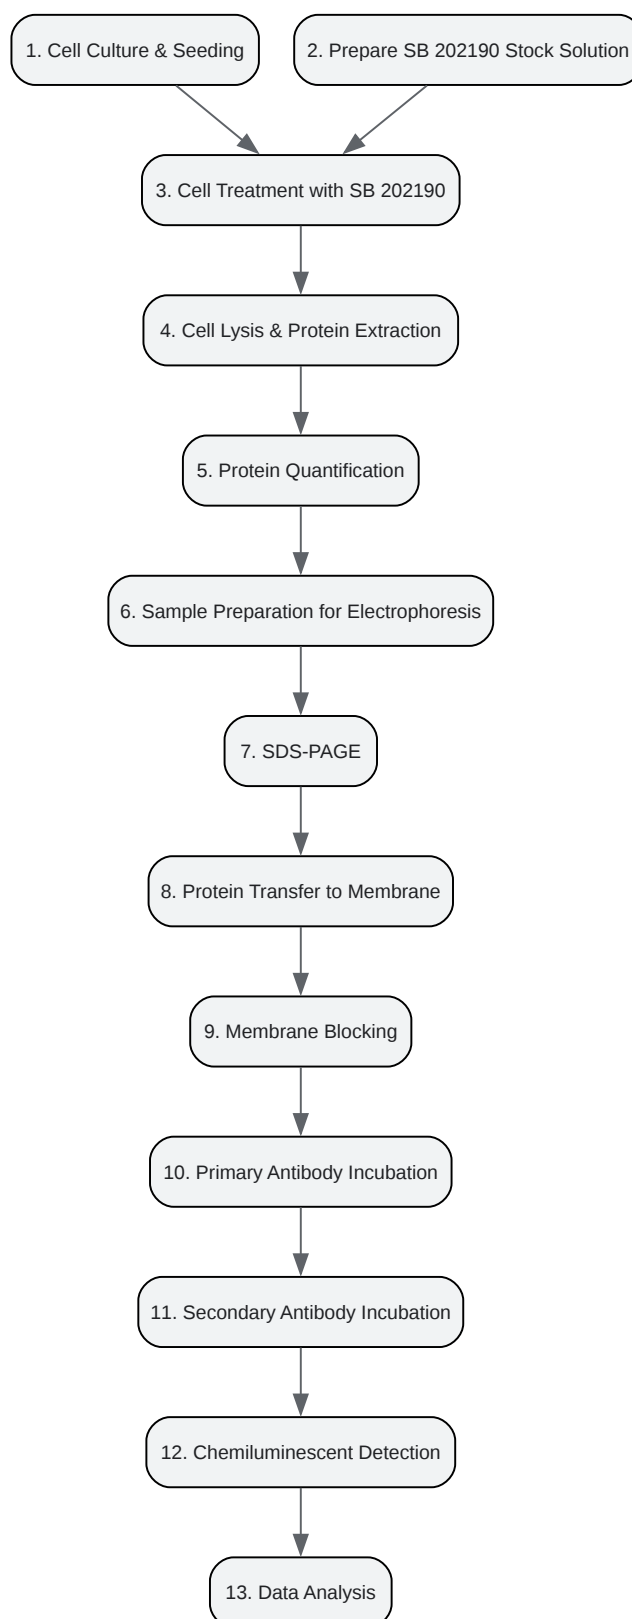 1. Cell Culture & Seeding
2. Prepare SB 202190 Stock Solution
3. Cell Treatment with SB 202190
4. Cell Lysis & Protein Extraction
5. Protein Quantification
6. Sample Preparation for Electrophoresis
7. SDS-PAGE
8. Protein Transfer to Membrane
9. Membrane Blocking
10. Primary Antibody Incubation
11. Secondary Antibody Incubation
12. Chemiluminescent Detection
13. Data Analysis